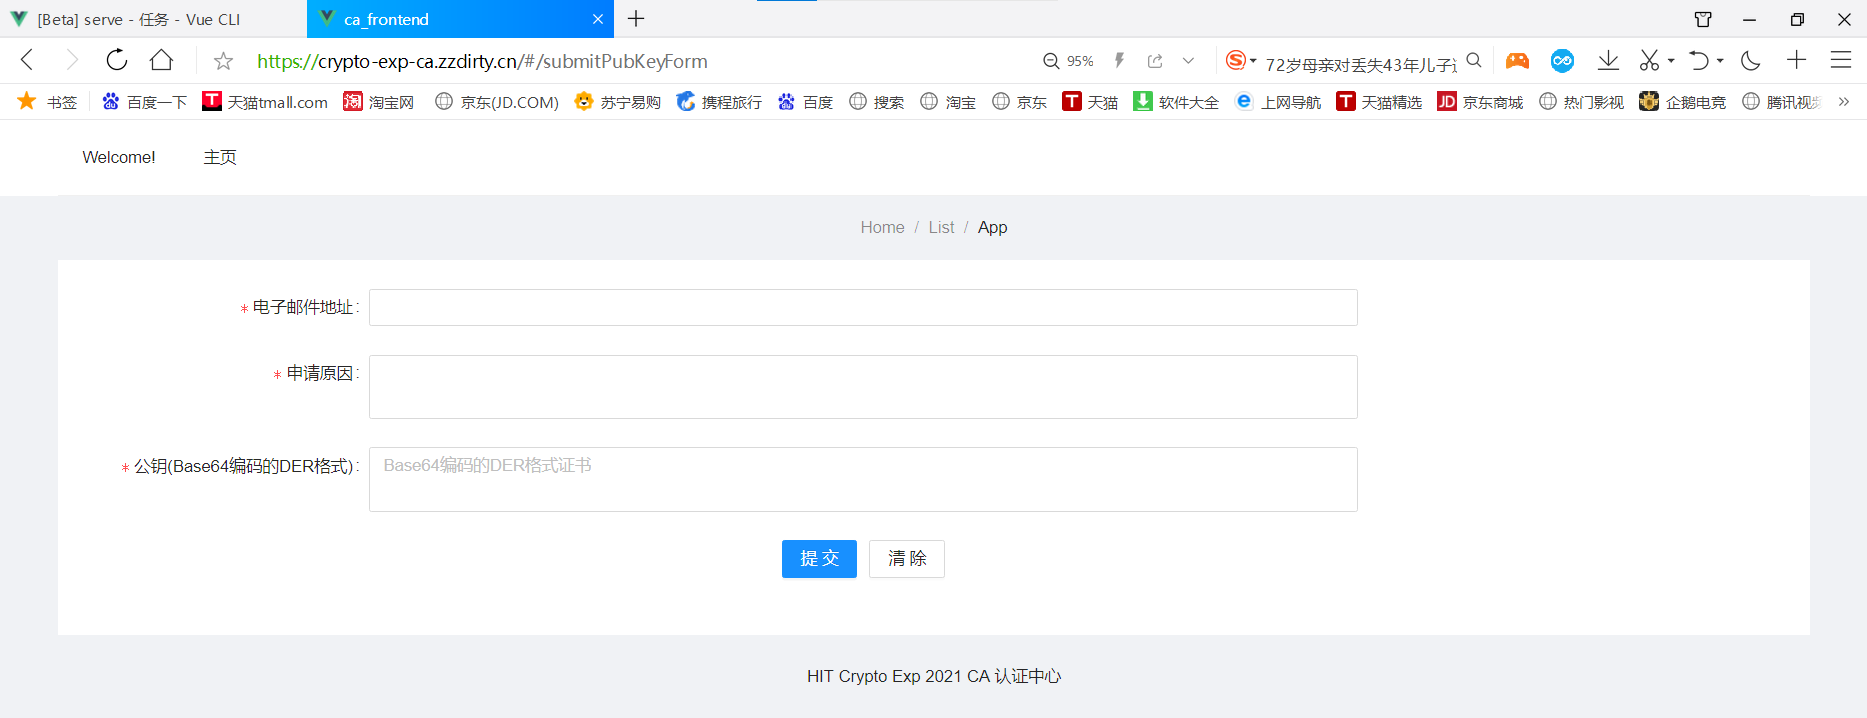 [Beta] serve - 任务 - Vue CLI
ca_frontend
https://crypto-exp-ca.zzdirty.cn/#/submitPubKeyForm
95%
72岁母亲对丢失43年儿子
书签 百度一下 天猫tmall.com 淘宝网 京东(JD.COM) 苏宁易购 携程旅行 百度 搜索 淘宝 京东 天猫 软件大全 上网导航 天猫精选 京东商城 热门影视 企鹅电竞 腾讯视频
Welcome! 主页
Home / List / App
* 电子邮件地址:
* 申请原因:
* 公钥(Base64编码的DER格式): Base64编码的DER格式证书
提 交 清 除
HIT Crypto Exp 2021 CA 认证中心